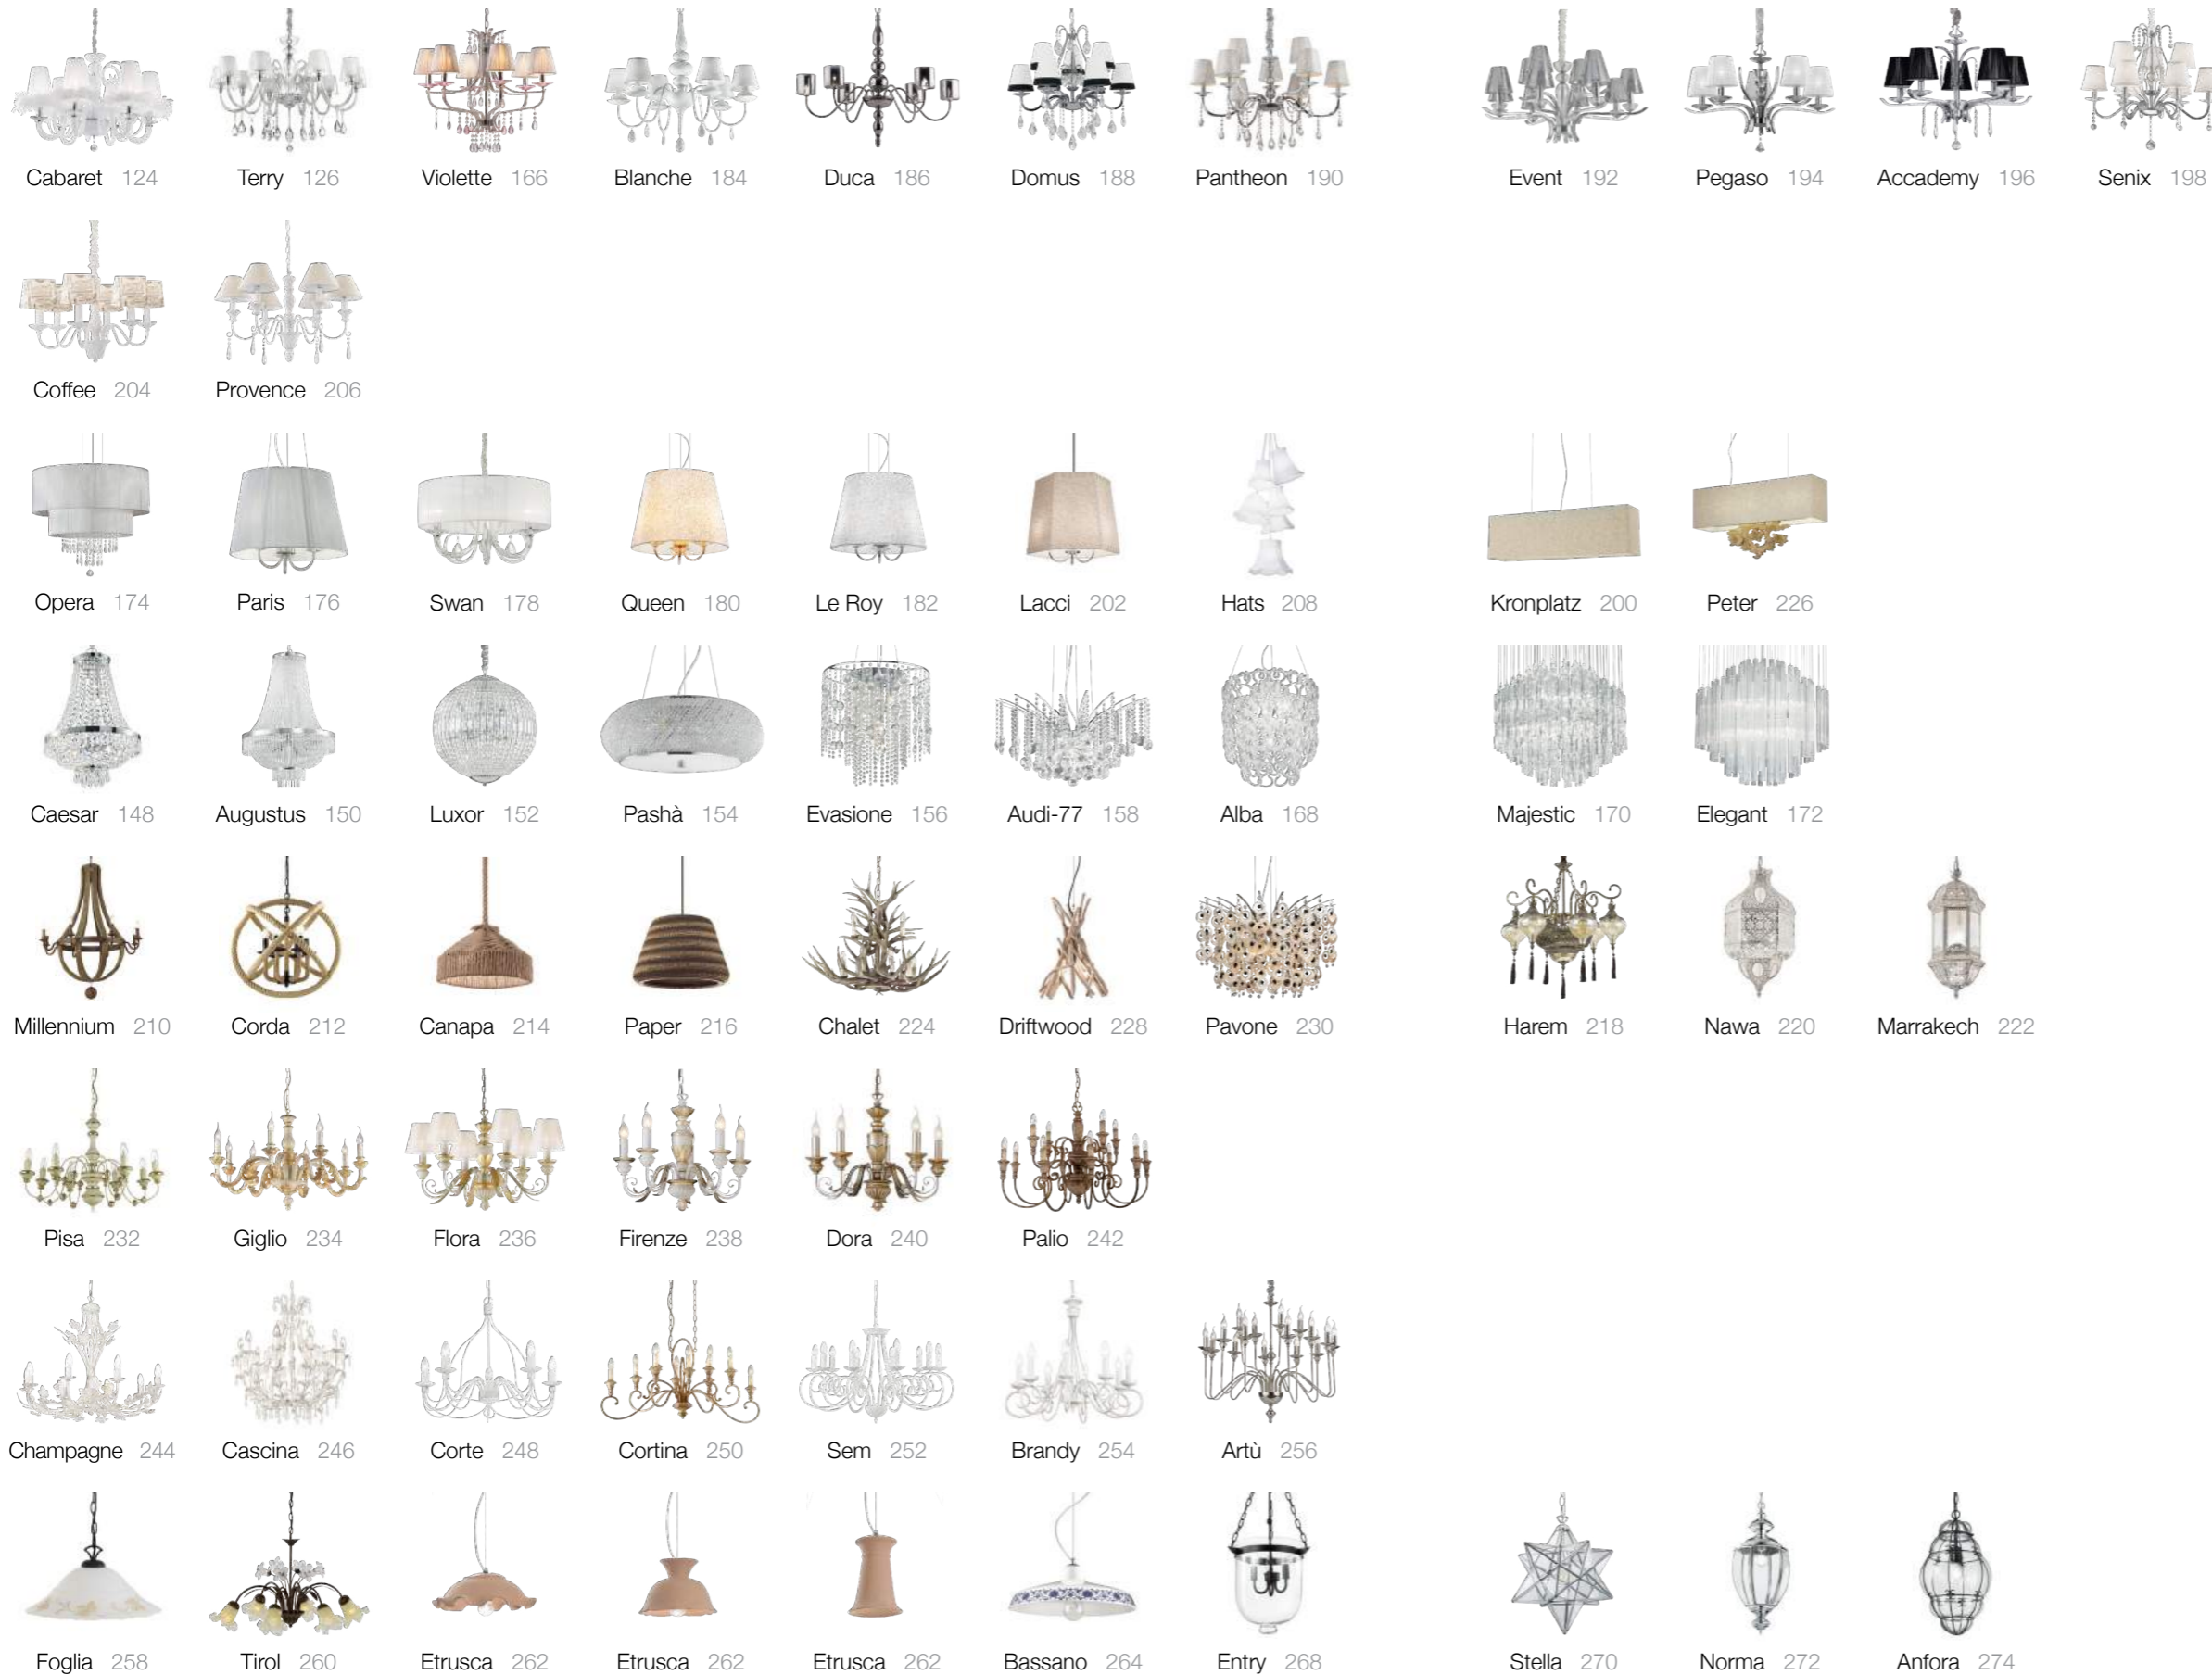 Cabaret 124 Terry 126 Violette 166 Blanche 184 Duca 186 Domus 188 Pantheon 190 Event 192 Pegaso 194 Accademy 196 Senix 198
Coffee 204 Provence 206
Opera 174 Paris 176 Swan 178 Queen 180 Le Roy 182 Lacci 202 Hats 208 Kronplatz 200 Peter 226
Caesar 148 Augustus 150 Luxor 152 Pashà 154 Evasione 156 Audi-77 158 Alba 168 Majestic 170 Elegant 172
Millennium 210 Corda 212 Canapa 214 Paper 216 Chalet 224 Driftwood 228 Pavone 230 Harem 218 Nawa 220 Marrakech 222
Pisa 232 Giglio 234 Flora 236 Firenze 238 Dora 240 Palio 242
Champagne 244 Cascina 246 Corte 248 Cortina 250 Sem 252 Brandy 254 Artù 256
Foglia 258 Tirol 260 Etrusca 262 Etrusca 262 Etrusca 262 Bassano 264 Entry 268 Stella 270 Norma 272 Anfora 274